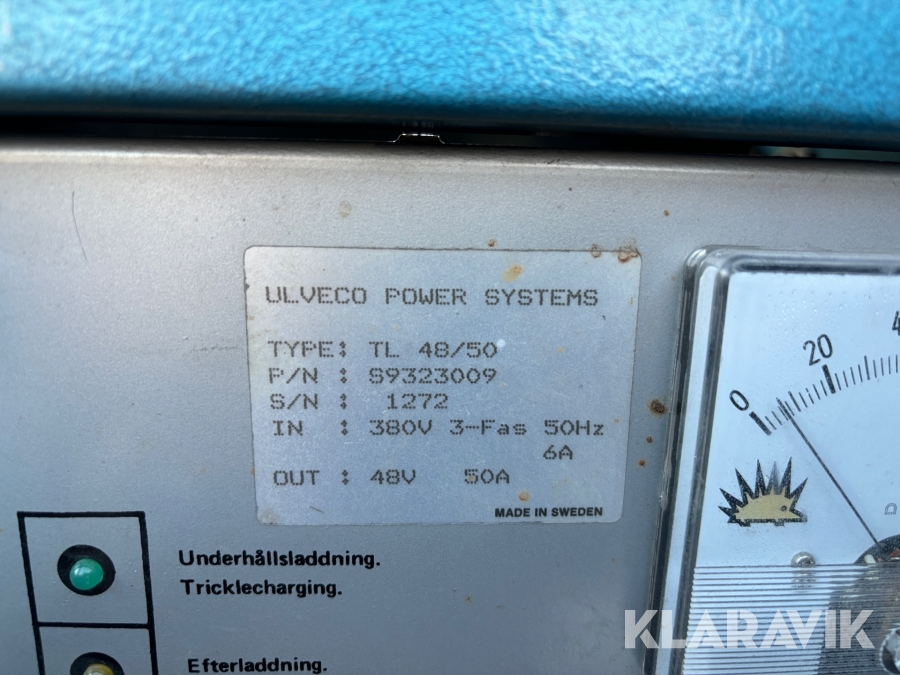 ULVECO POWER SYSTEMS
TYPE: TL 48/50
P/N : S9323009
S/N : 1272
IN : 380V 3-Fas 50Hz
6A
OUT : 48V 50A
MADE IN SWEDEN
0 20 4
D
Underhållsladdning.
Tricklecharging.
Efterladdning.
KLARAVIK